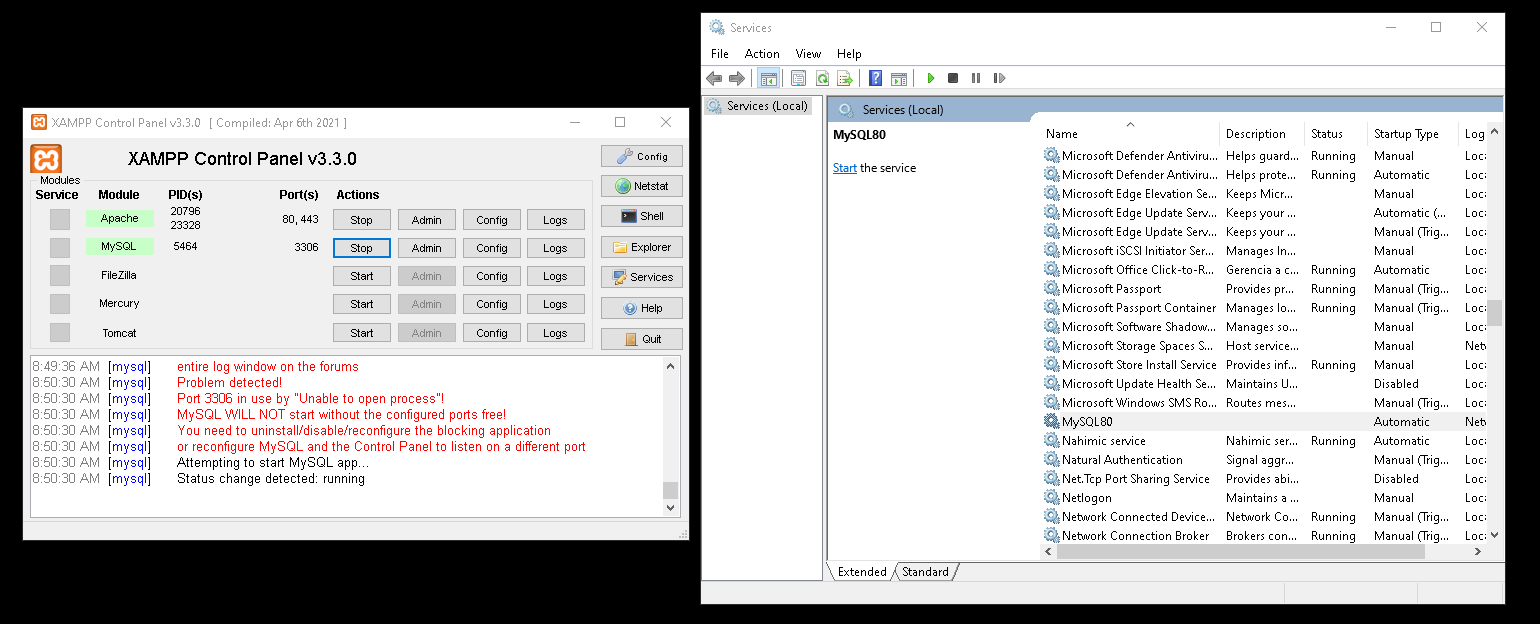 XAMPP Control Panel v3.3.0 [ Compiled: Apr 6th 2021 ]
XAMPP Control Panel v3.3.0
Config
Modules
Service Module PID(s) Port(s) Actions
Netstat
Apache 20796 23328 80, 443 Stop Admin Config Logs
Shell
MySQL 5464 3306 Stop Admin Config Logs
Explorer
FileZilla Start Admin Config Logs
Services
Mercury Start Admin Config Logs
Help
Tomcat Start Admin Config Logs
Quit
8:49:36 AM [mysql] entire log window on the forums
8:50:30 AM [mysql] Problem detected!
8:50:30 AM [mysql] Port 3306 in use by "Unable to open process"!
8:50:30 AM [mysql] MySQL WILL NOT start without the configured ports free!
8:50:30 AM [mysql] You need to uninstall/disable/reconfigure the blocking application
8:50:30 AM [mysql] or reconfigure MySQL and the Control Panel to listen on a different port
8:50:30 AM [mysql] Attempting to start MySQL app...
8:50:30 AM [mysql] Status change detected: running
Services
File Action View Help
Services (Local)
Services (Local)
MySQL80
Start the service
Name Description Status Startup Type Log
Microsoft Defender Antiviru... Helps guard... Running Manual Loc
Microsoft Defender Antiviru... Helps prote... Running Automatic Loc
Microsoft Edge Elevation Se... Keeps Micr... Manual Loc
Microsoft Edge Update Serv... Keeps your ... Automatic (... Loc
Microsoft Edge Update Serv... Keeps your ... Manual (Trig... Loc
Microsoft iSCSI Initiator Ser... Manages In... Manual Loc
Microsoft Office Click-to-R... Gerencia a c... Running Automatic Loc
Microsoft Passport Provides pr... Running Manual (Trig... Loc
Microsoft Passport Container Manages lo... Running Manual (Trig... Loc
Microsoft Software Shadow... Manages so... Manual Loc
Microsoft Storage Spaces S... Host service... Manual Net
Microsoft Store Install Service Provides inf... Running Manual Loc
Microsoft Update Health Se... Maintains U... Disabled Loc
Microsoft Windows SMS Ro... Routes mes... Manual (Trig... Loc
MySQL80 Automatic Net
Nahimic service Nahimic ser... Running Automatic Loc
Natural Authentication Signal aggr... Manual (Trig... Loc
Net.Tcp Port Sharing Service Provides abi... Disabled Loc
Netlogon Maintains a ... Manual Loc
Network Connected Device... Network Co... Running Manual (Trig... Loc
Network Connection Broker Brokers con... Running Manual (Trig... Loc
Extended Standard